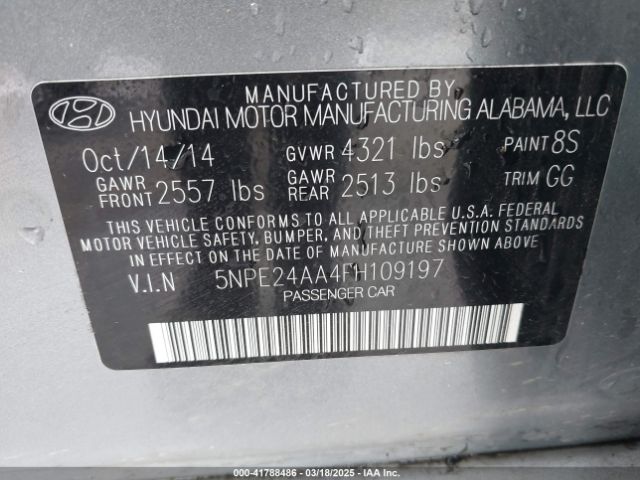 MANUFACTURED BY
HYUNDAI MOTOR MANUFACTURING ALABAMA, LLC
Oct/14/14 GVWR 4321 lbs PAINT 8S
GAWR FRONT 2557 lbs GAWR REAR 2513 lbs TRIM GG
THIS VEHICLE CONFORMS TO ALL APPLICABLE U.S.A. FEDERAL
MOTOR VEHICLE SAFETY, BUMPER, AND THEFT PREVENTION STANDARDS
IN EFFECT ON THE DATE OF MANUFACTURE SHOWN ABOVE.
V.I.N 5NPE24AA4FH109197
PASSENGER CAR
©IAA Inc. 00-41788486 | 03/18/2025 | IAA Inc.